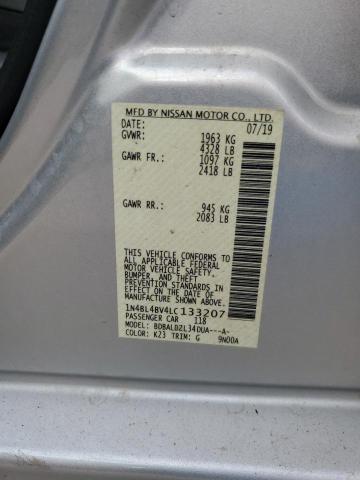 MFD BY NISSAN MOTOR CO., LTD.
DATE: 07/19
GVWR: 1963 KG
4328 LB
GAWR FR.: 1097 KG
2418 LB
GAWR RR.: 945 KG
2083 LB
THIS VEHICLE CONFORMS TO
ALL APPLICABLE FEDERAL
MOTOR VEHICLE SAFETY,
BUMPER, AND THEFT
PREVENTION STANDARDS
IN EFFECT ON THE DATE OF
MANUFACTURE SHOWN ABOVE.
1N4BL4BV4LC133207
PASSENGER CAR 118
MODEL: BDBALDZL34DUA---A-
COLOR: K23 TRIM: G 9N00A